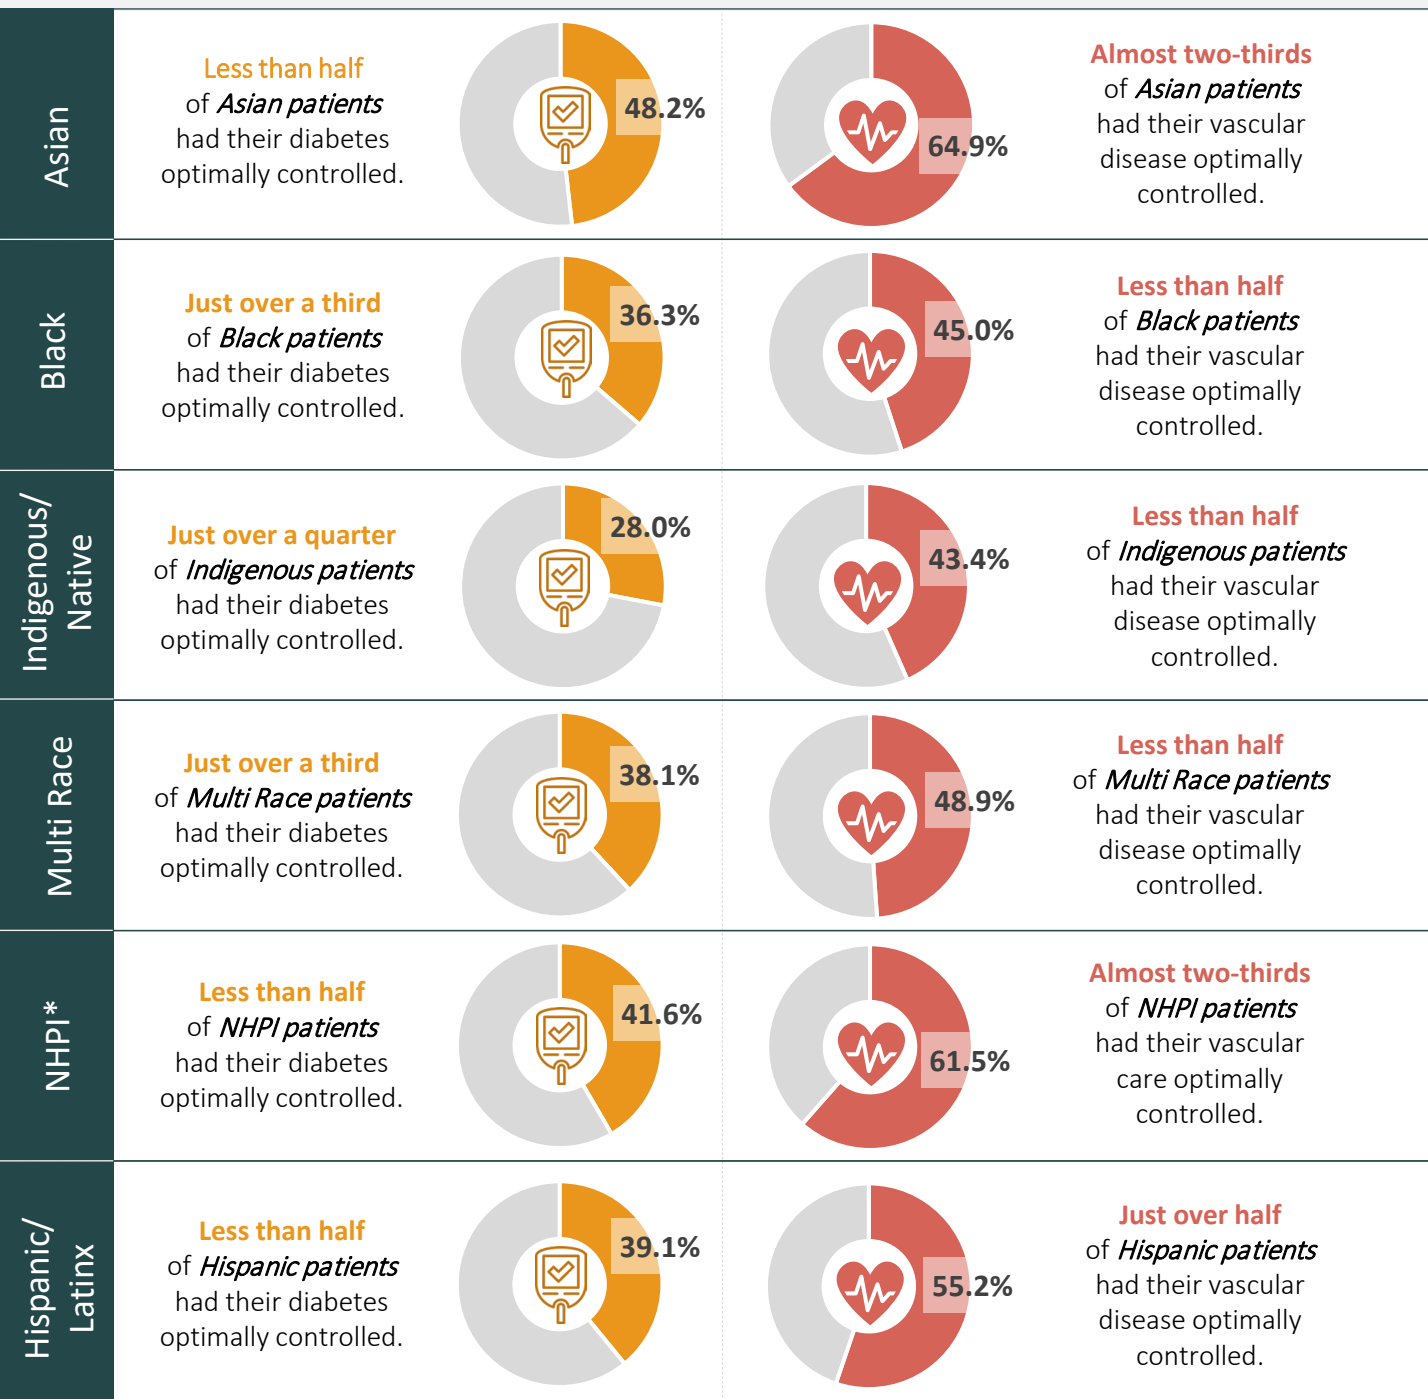 Asian
Less than half
of Asian patients
had their diabetes
optimally controlled.
48.2%
64.9%
Almost two-thirds
of Asian patients
had their vascular
disease optimally
controlled.
Black
Just over a third
of Black patients
had their diabetes
optimally controlled.
36.3%
45.0%
Less than half
of Black patients
had their vascular
disease optimally
controlled.
Indigenous/
Native
Just over a quarter
of Indigenous patients
had their diabetes
optimally controlled.
28.0%
43.4%
Less than half
of Indigenous patients
had their vascular
disease optimally
controlled.
Multi Race
Just over a third
of Multi Race patients
had their diabetes
optimally controlled.
38.1%
48.9%
Less than half
of Multi Race patients
had their vascular
disease optimally
controlled.
NHPI*
Less than half
of NHPI patients
had their diabetes
optimally controlled.
41.6%
61.5%
Almost two-thirds
of NHPI patients
had their vascular
care optimally
controlled.
Hispanic/
Latinx
Less than half
of Hispanic patients
had their diabetes
optimally controlled.
39.1%
55.2%
Just over half
of Hispanic patients
had their vascular
disease optimally
controlled.